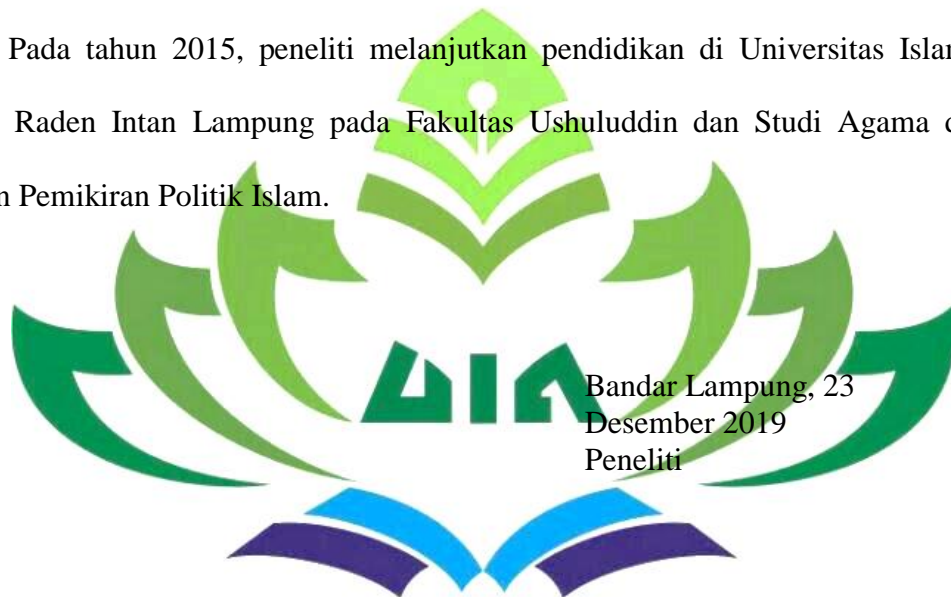 Pada tahun 2015, peneliti melanjutkan pendidikan di Universitas Islam
Raden Intan Lampung pada Fakultas Ushuluddin dan Studi Agama d
n Pemikiran Politik Islam.
UIN
Bandar Lampung, 23
Desember 2019
Peneliti